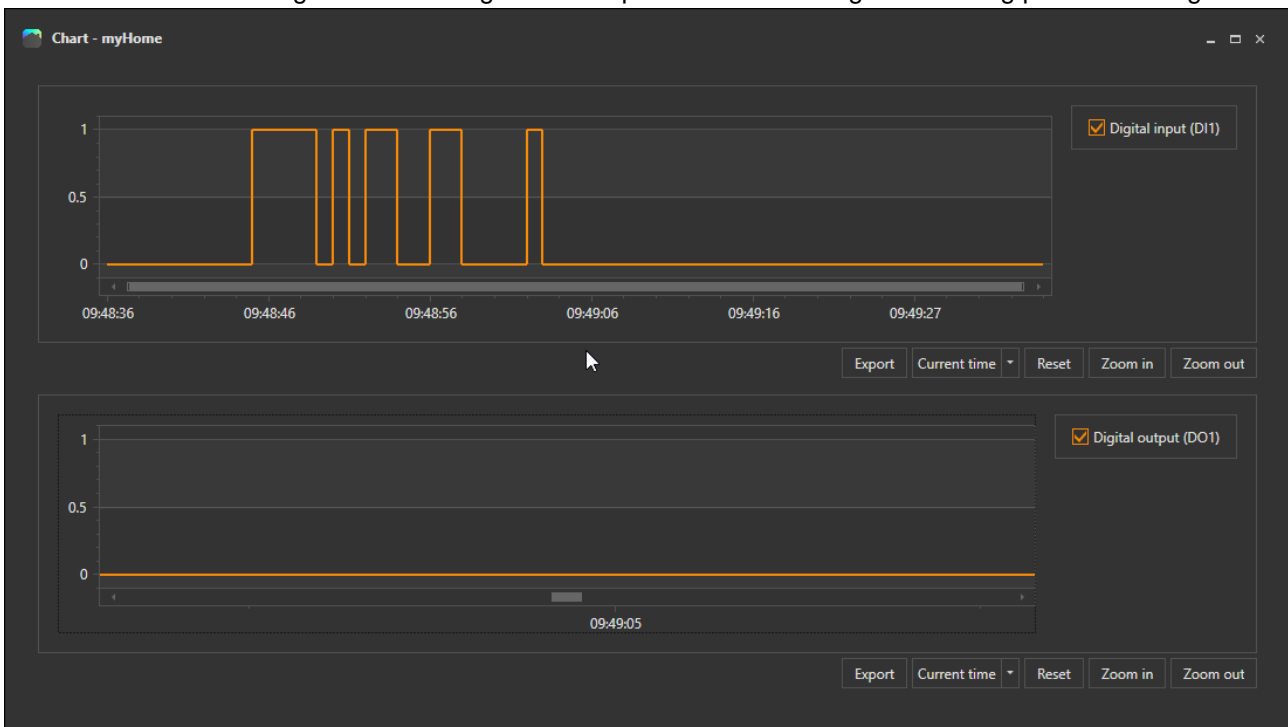 Chart - myHome
1
0.5
0
09:48:36 09:48:46 09:48:56 09:49:06 09:49:16 09:49:27
Digital input (DI1)
Export Current time Reset Zoom in Zoom out
1
0.5
0
09:49:05
Digital output (DO1)
Export Current time Reset Zoom in Zoom out